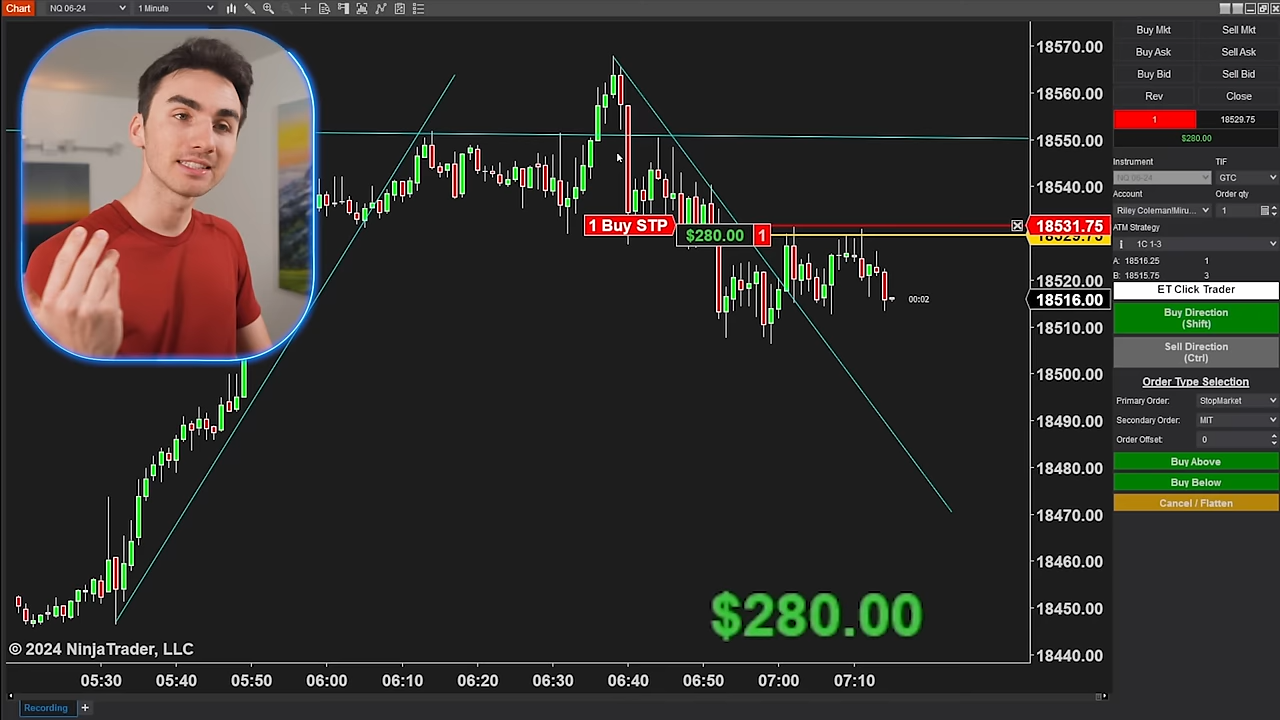 Chart NQ 06-24 1 Minute
18570.00
18560.00
18550.00
18540.00
1 Buy STP
$280.00 1
18531.75
18529.75
18520.00
18516.00
00:02
18510.00
18500.00
18490.00
18480.00
18470.00
18460.00
18450.00
18440.00
$280.00
© 2024 NinjaTrader, LLC
05:30 05:40 05:50 06:00 06:10 06:20 06:30 06:40 06:50 07:00 07:10
Recording +
Buy Mkt Sell Mkt
Buy Ask Sell Ask
Buy Bid Sell Bid
Rev Close
1 18529.75
$280.00
Instrument TIF
NQ 06-24 GTC
Account Order qty
Riley Coleman!Miru... 1
ATM Strategy
1C 1-3
A: 18516.25 1
B: 18515.75 3
ET Click Trader
Buy Direction
(Shift)
Sell Direction
(Ctrl)
Order Type Selection
Primary Order: StopMarket
Secondary Order: MIT
Order Offset: 0
Buy Above
Buy Below
Cancel / Flatten